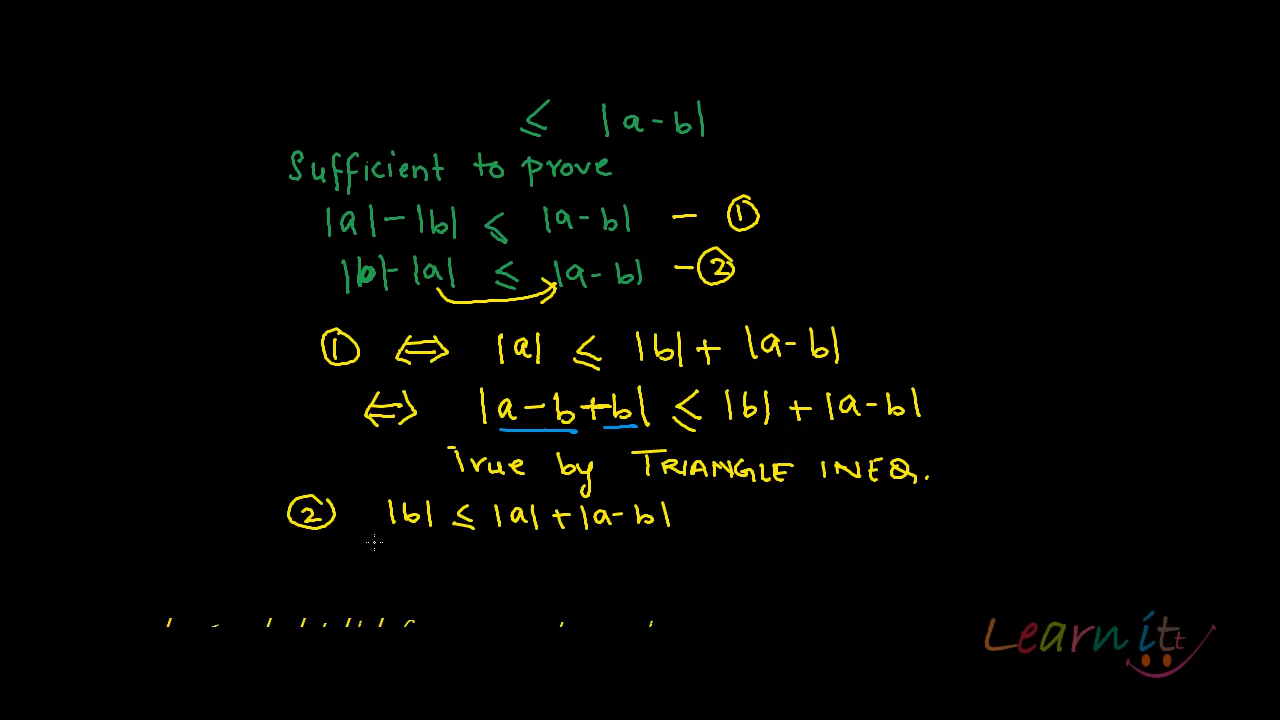 ≤ |a-b|
Sufficient to prove
|a|-|b| ≤ |a-b| - ①
|b|-|a| ≤ |a-b| - ②
① ⇔ |a| ≤ |b| + |a-b|
⇔ |a-b+b| ≤ |b| + |a-b|
True by TRIANGLE INEQ.
② |b| ≤ |a| + |a-b|
Learnitt